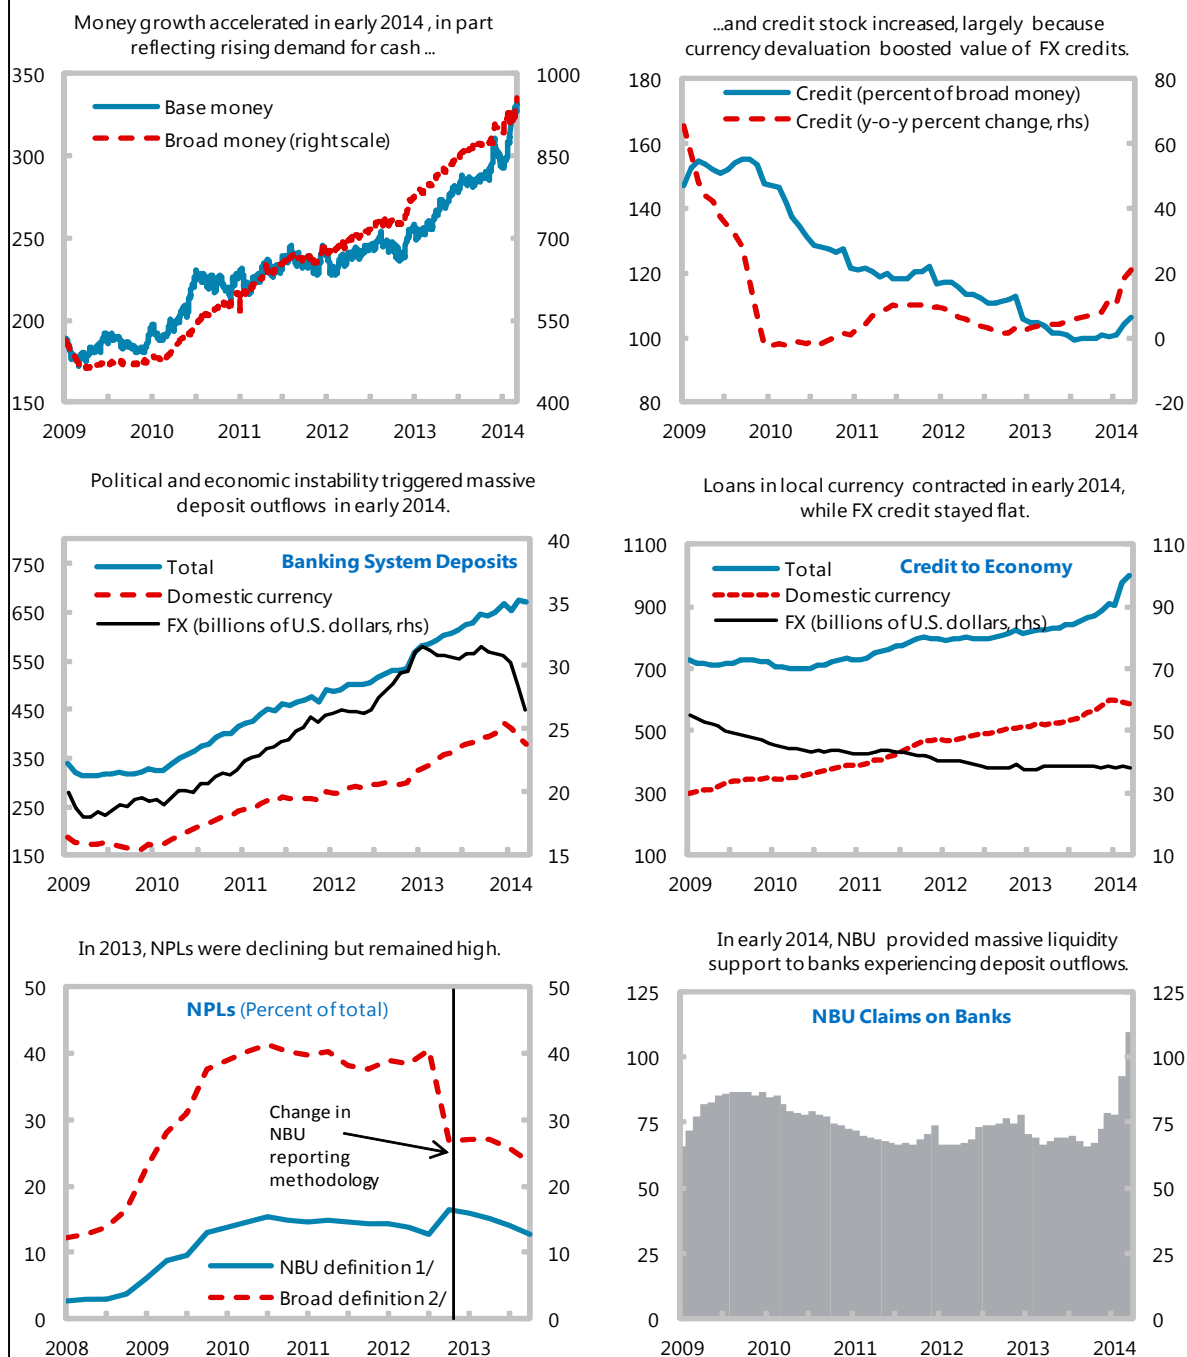 Money growth accelerated in early 2014, in part
reflecting rising demand for cash ...
350
300
250
200
150
1000
850
700
550
400
Base money
Broad money (right scale)
2009 2010 2011 2012 2013 2014
...and credit stock increased, largely because
currency devaluation boosted value of FX credits.
180
160
140
120
100
80
80
60
40
20
0
-20
Credit (percent of broad money)
Credit (y-o-y percent change, rhs)
2009 2010 2011 2012 2013 2014
Political and economic instability triggered massive
deposit outflows in early 2014.
750
650
550
450
350
250
150
40
35
30
25
20
15
Banking System Deposits
Total
Domestic currency
FX (billions of U.S. dollars, rhs)
2009 2010 2011 2012 2013 2014
Loans in local currency contracted in early 2014,
while FX credit stayed flat.
1100
900
700
500
300
100
110
90
70
50
30
10
Credit to Economy
Total
Domestic currency
FX (billions of U.S. dollars, rhs)
2009 2010 2011 2012 2013 2014
In 2013, NPLs were declining but remained high.
50
40
30
20
10
0
50
40
30
20
10
0
NPLs (Percent of total)
Change in
NBU
reporting
methodology
NBU definition 1/
Broad definition 2/
2008 2009 2010 2011 2012 2013
In early 2014, NBU provided massive liquidity
support to banks experiencing deposit outflows.
125
100
75
50
25
0
125
100
75
50
25
0
NBU Claims on Banks
2009 2010 2011 2012 2013 2014